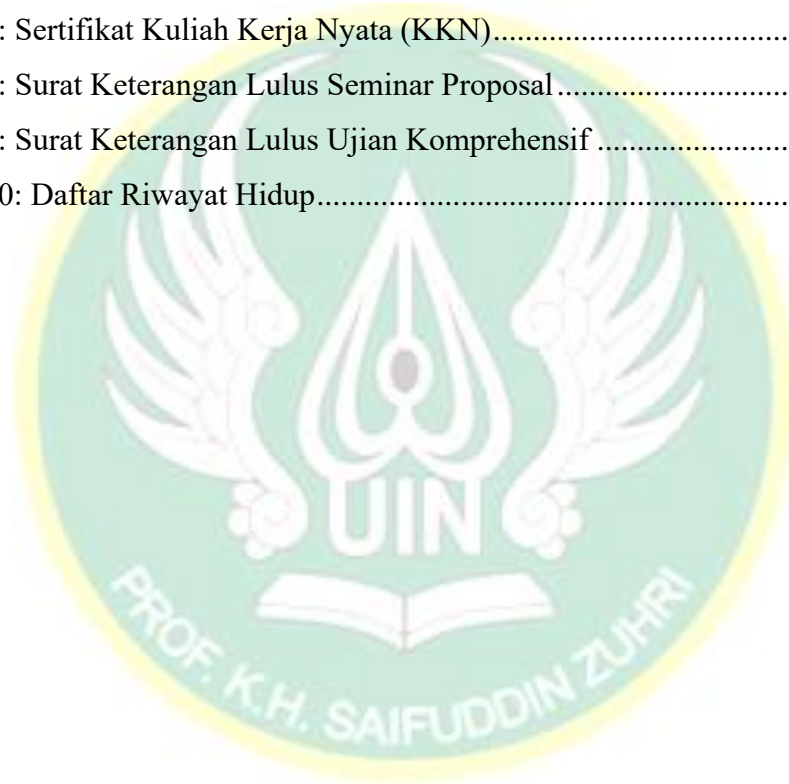 : Sertifikat Kuliah Kerja Nyata (KKN)....................................
: Surat Keterangan Lulus Seminar Proposal............................
: Surat Keterangan Lulus Ujian Komprehensif .......................
0: Daftar Riwayat Hidup..........................................................
UIN
PROF. K.H. SAIFUDDIN ZUHRI